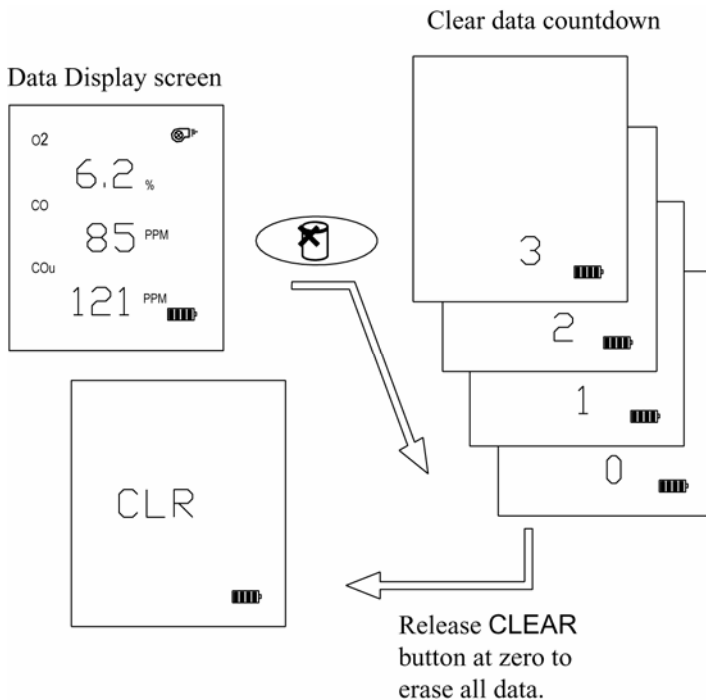 Clear data countdown
Data Display screen
O2
6.2 %
CO
85 PPM
COu
121 PPM
3
2
1
0
CLR
Release CLEAR
button at zero to
erase all data.